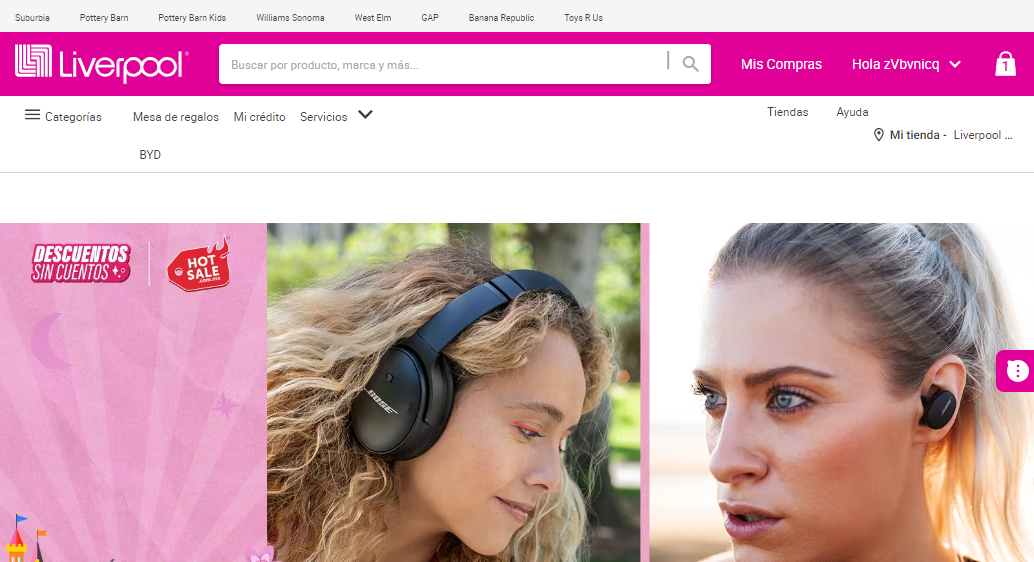 Suburbia Pottery Barn Pottery Barn Kids Williams Sonoma West Elm GAP Banana Republic Toys R Us
Liverpool
Buscar por producto, marca y más...
Mis Compras Hola zVbvnicq 1
Categorías Mesa de regalos Mi crédito Servicios Tiendas Ayuda
Mi tienda - Liverpool ...
BYD
DESCUENTOS
SIN CUENTOS
HOT
SALE
.COM.MX
BOSE
BOSE